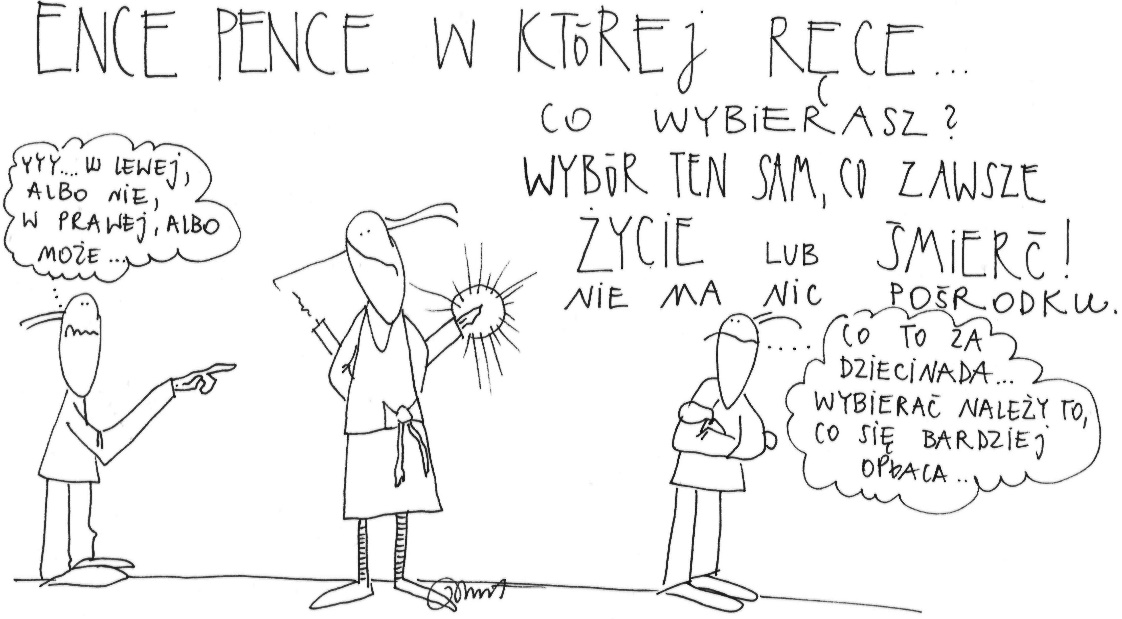 ENCE PENCE W KTÓREJ RĘCE...
CO WYBIERASZ?
WYBÓR TEN SAM, CO ZAWSZE
ŻYCIE LUB ŚMIERĆ!
NIE MA NIC POŚRODKU.
YYY.... W LEWEJ,
ALBO NIE,
W PRAWEJ, ALBO
MOŻE...
CO TO ZA
DZIECINADA...
WYBIERAĆ NALEŻY TO,
CO SIĘ BARDZIEJ
OPŁACA...